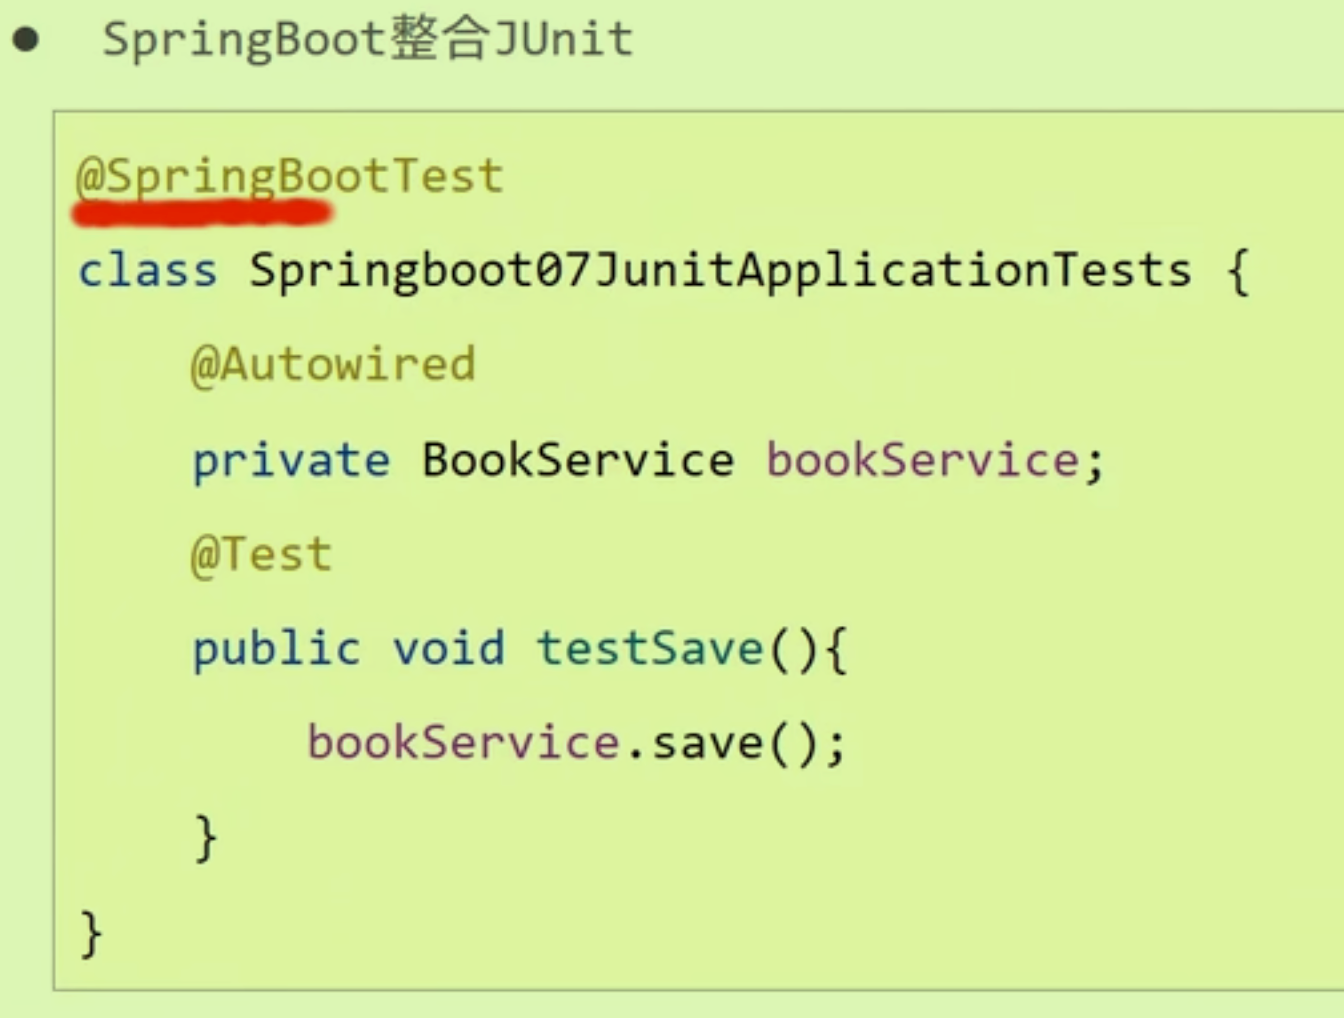 ● SpringBoot整合JUnit
@SpringBootTest
class Springboot07JunitApplicationTests {
@Autowired
private BookService bookService;
@Test
public void testSave(){
bookService.save();
}
}